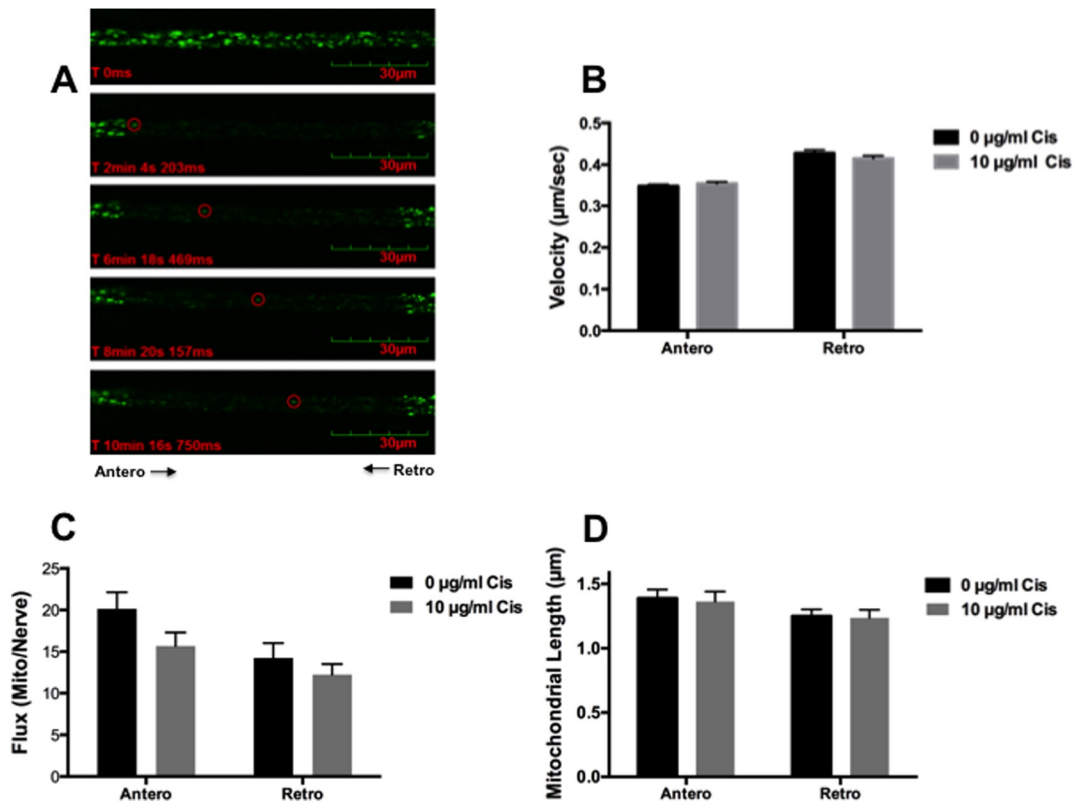 A
T 0ms
30µm
T 2min 4s 203ms
30µm
T 6min 18s 469ms
30µm
T 8min 20s 157ms
30µm
T 10min 16s 750ms
30µm
Antero → ← Retro
B
Velocity (µm/sec)
0.5
0.4
0.3
0.2
0.1
0.0
Antero Retro
0 µg/ml Cis
10 µg/ml Cis
C
Flux (Mito/Nerve)
25
20
15
10
5
0
Antero Retro
0 µg/ml Cis
10 µg/ml Cis
D
Mitochondrial Length (µm)
1.5
1.0
0.5
0.0
Antero Retro
0 µg/ml Cis
10 µg/ml Cis